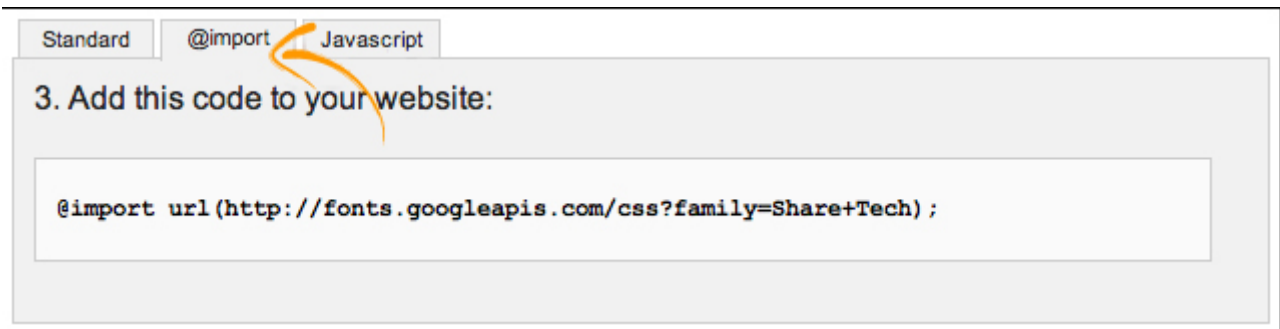 Standard @import Javascript
3. Add this code to your website:
@import url(http://fonts.googleapis.com/css?family=Share+Tech);